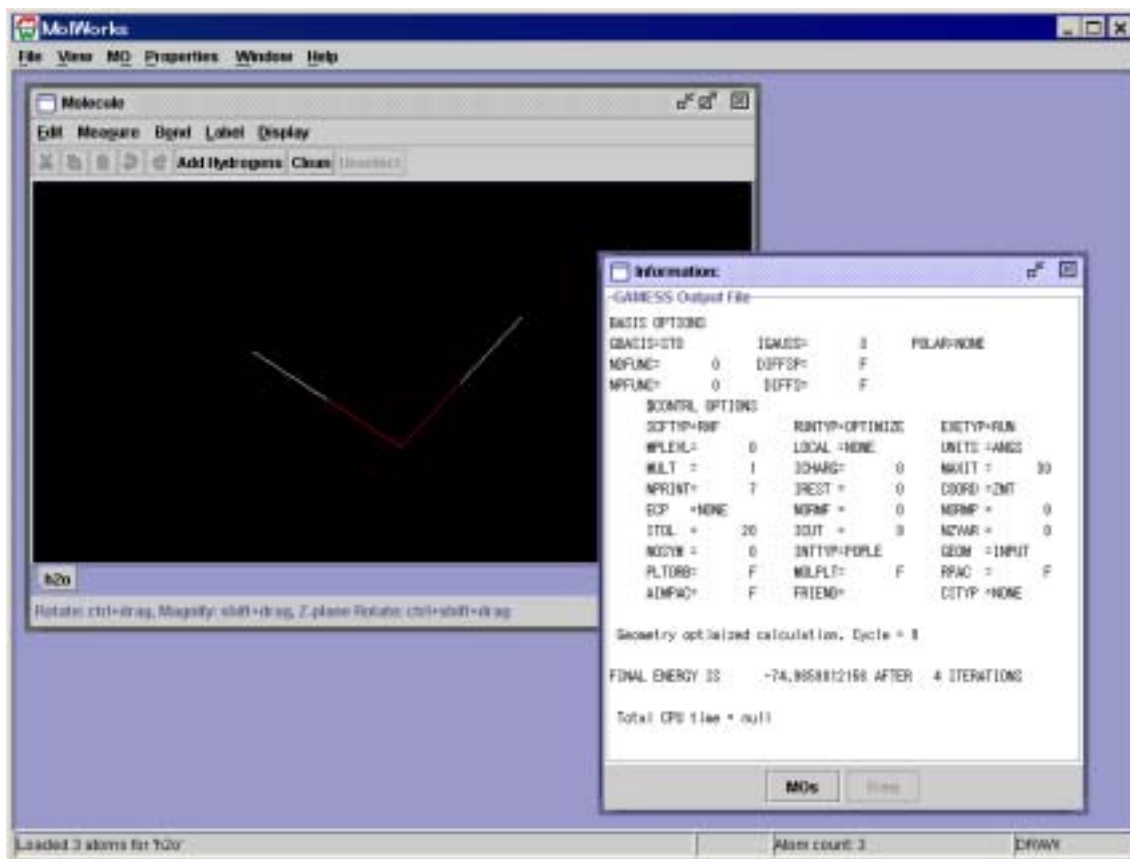 MolWorks
File View MO Properties Window Help
Molecule
Edit Measure Bond Label Display
Add Hydrogens Clean Unselect
Information:
GAMESS Output File
BASIS OPTIONS
GBASIS=STO IGAUSS= 3 POLAR=NONE
NDFUNC= 0 DIFFSP= F
NPFUNC= 0 DIFFS= F
$CONTRL OPTIONS
SCFTYP=RHF RUNTYP=OPTIMIZE EXETYP=RUN
MPLEVL= 0 LOCAL =NONE UNITS =ANGS
MULT = 1 ICHARG= 0 MAXIT = 30
NPRINT= 7 IREST = 0 COORD =ZMT
ECP =NONE NORMF = 0 NORMP = 0
ITOL = 20 ICUT = 9 NZVAR = 0
NOSYM = 0 INTTYP=POPLE GEOM =INPUT
PLTORB= F MOLPLT= F RPAC = F
AIMPAC= F FRIEND= CITYP =NONE
h2o
Rotate: ctrl+drag, Magnify: shift+drag, Z-plane Rotate: ctrl+shift+drag
Geometry optimized calculation. Cycle =
FINAL ENERGY IS AFTER 4 ITERATIONS
Total CPU time = null
MOs
Loaded 3 atoms for 'h2o' Atom count: 3 DRAW